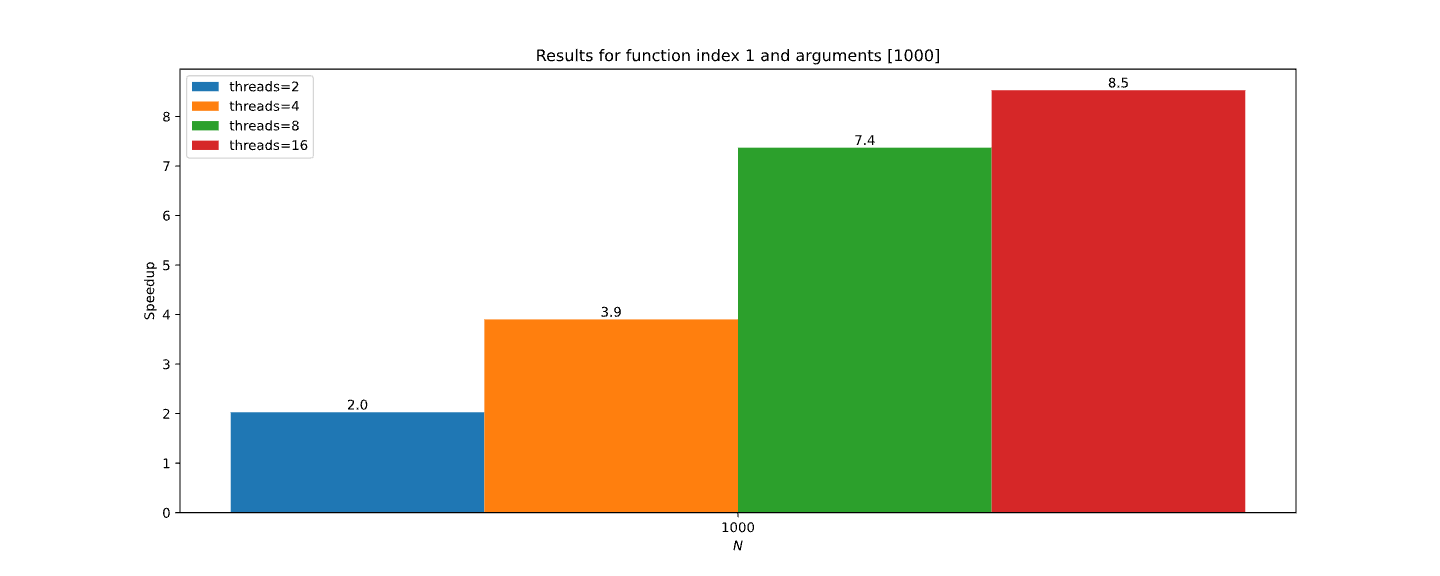 Results for function index 1 and arguments [1000]
threads=2
threads=4
threads=8
threads=16
8.5
7.4
3.9
2.0
8
7
6
5
4
3
2
1
0
Speedup
1000
N